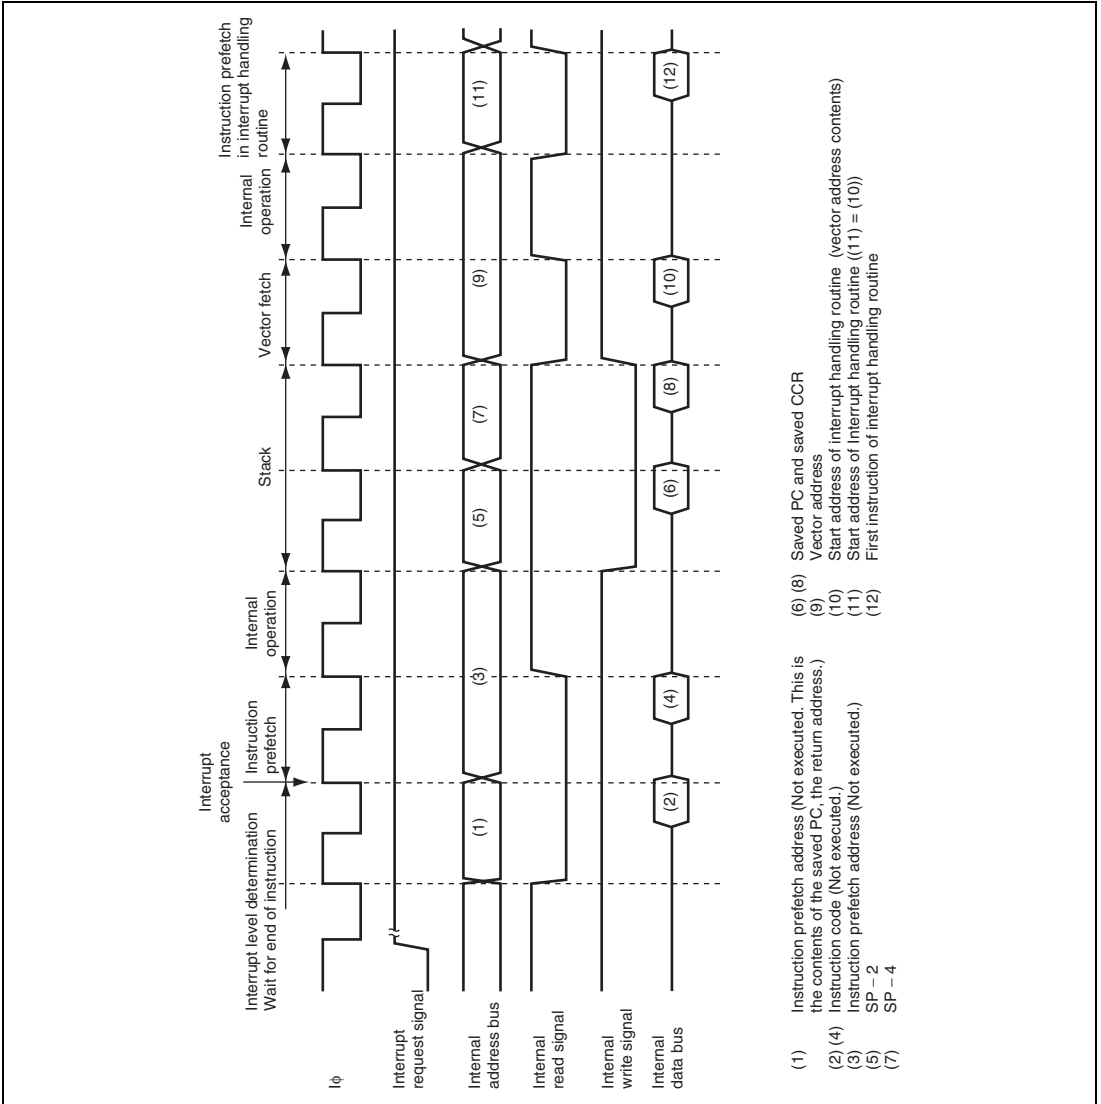 Interrupt
acceptance
Interrupt level determination
Wait for end of instruction
Instruction
prefetch
Internal
operation
Stack
Vector fetch
Internal
operation
Instruction prefetch
in interrupt handling
routine
Iϕ
Interrupt
request signal
Internal
address bus
(1)
(3)
(5)
(7)
(9)
(11)
Internal
read signal
Internal
write signal
Internal
data bus
(2)
(4)
(6)
(8)
(10)
(12)
(1) Instruction prefetch address (Not executed. This is
the contents of the saved PC, the return address.)
(2) (4) Instruction code (Not executed.)
(3) Instruction prefetch address (Not executed.)
(5) SP – 2
(7) SP – 4
(6) (8) Saved PC and saved CCR
(9) Vector address
(10) Start address of interrupt handling routine (vector address contents)
(11) Start address of Interrupt handling routine ((11) = (10))
(12) First instruction of interrupt handling routine